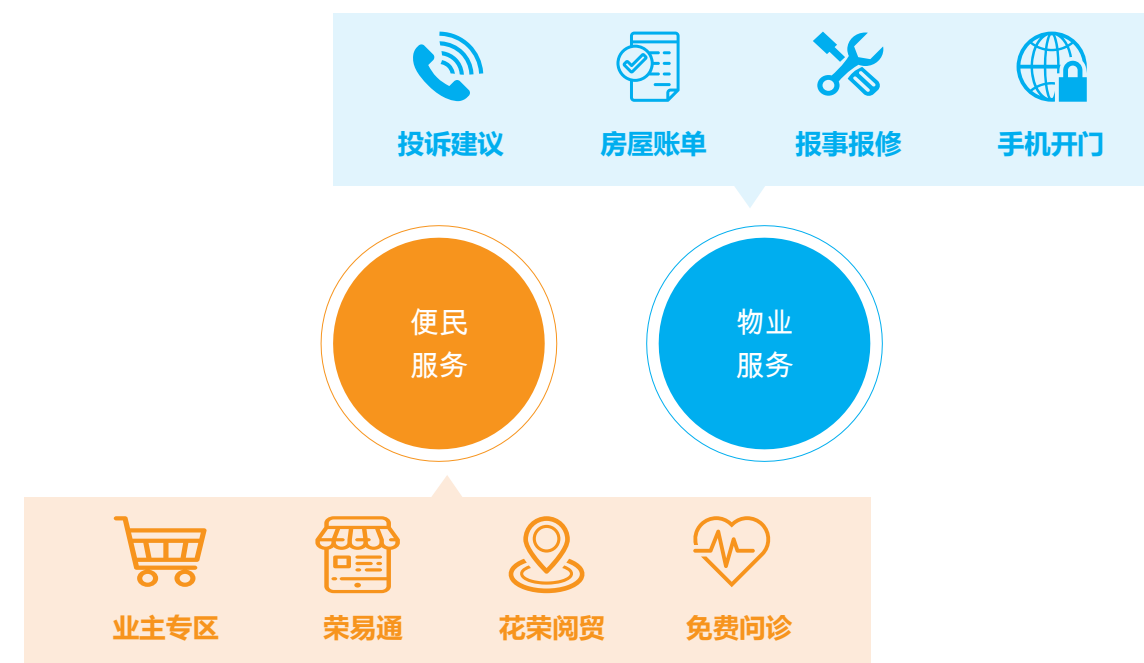 投诉建议
房屋账单
报事报修
手机开门
便民
服务
物业
服务
业主专区
荣易通
花荣阅贸
免费问诊